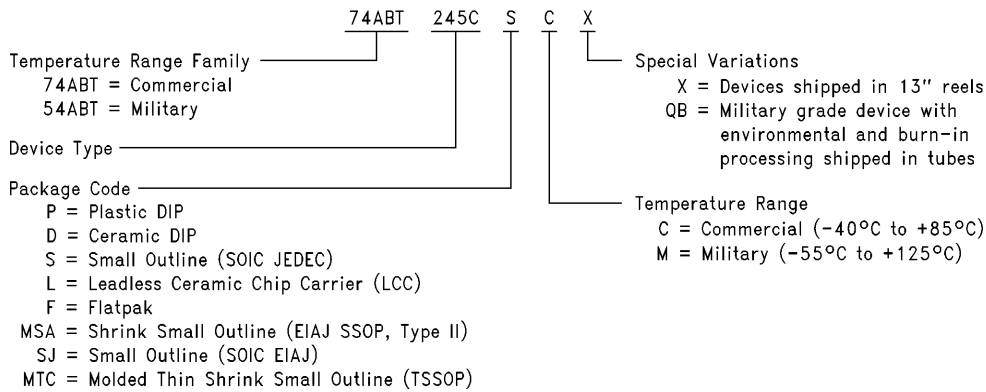 74ABT 245C S C X
Temperature Range Family
74ABT = Commercial
54ABT = Military
Device Type
Package Code
P = Plastic DIP
D = Ceramic DIP
S = Small Outline (SOIC JEDEC)
L = Leadless Ceramic Chip Carrier (LCC)
F = Flatpak
MSA = Shrink Small Outline (EIAJ SSOP, Type II)
SJ = Small Outline (SOIC EIAJ)
MTC = Molded Thin Shrink Small Outline (TSSOP)
Special Variations
X = Devices shipped in 13" reels
QB = Military grade device with
environmental and burn-in
processing shipped in tubes
Temperature Range
C = Commercial (-40°C to +85°C)
M = Military (-55°C to +125°C)